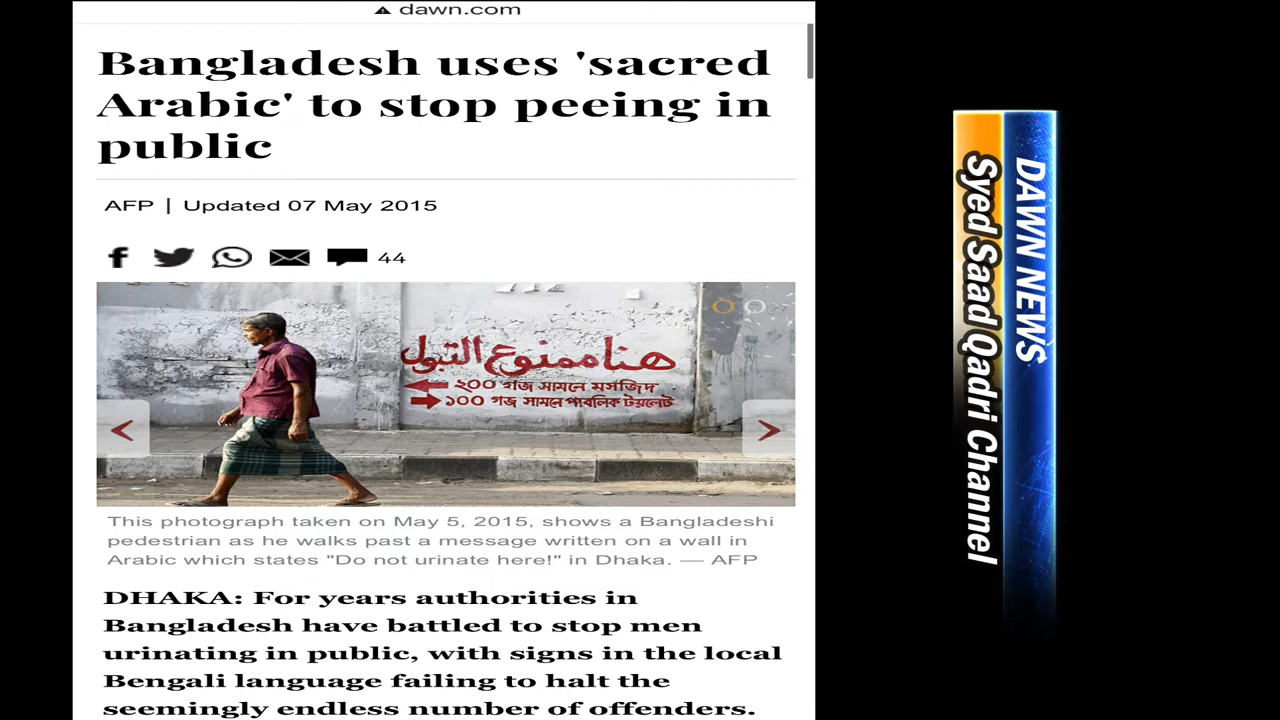 dawn.com
Bangladesh uses 'sacred
Arabic' to stop peeing in
public
AFP | Updated 07 May 2015
44
هنا ممنوع التبول
২০০ গজ সামনে মসজিদ
১০০ গজ সামনে পাবলিক টয়লেট
This photograph taken on May 5, 2015, shows a Bangladeshi
pedestrian as he walks past a message written on a wall in
Arabic which states "Do not urinate here!" in Dhaka. — AFP
DHAKA: For years authorities in
Bangladesh have battled to stop men
urinating in public, with signs in the local
Bengali language failing to halt the
seemingly endless number of offenders.
DAWN NEWS
Syed Saad Qadri Channel